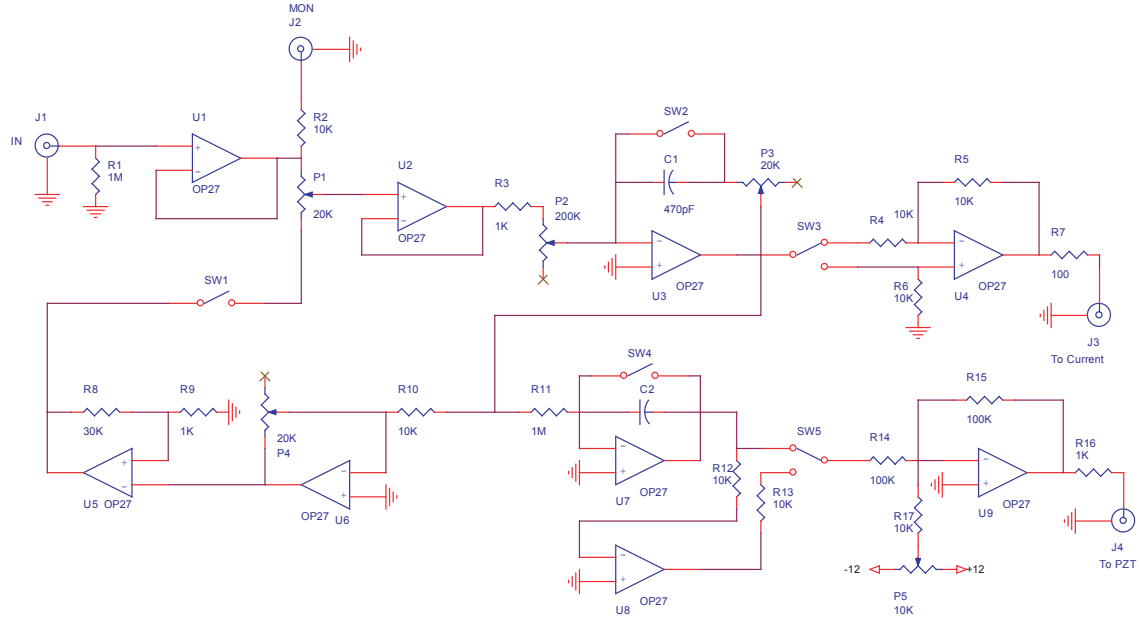 MON
J2
J1
IN
R1
1M
U1
OP27
R2
10K
P1
20K
U2
OP27
R3
1K
P2
200K
SW2
C1
470pF
P3
20K
U3
OP27
SW3
R4
10K
R5
10K
R6
10K
U4
OP27
R7
100
J3
To Current
SW1
R8
30K
R9
1K
U5
OP27
20K
P4
OP27
U6
R10
10K
R11
1M
SW4
C2
U7
OP27
R12
10K
R13
10K
U8
OP27
SW5
R14
100K
R15
100K
R17
10K
U9
OP27
R16
1K
J4
To PZT
-12
+12
P5
10K